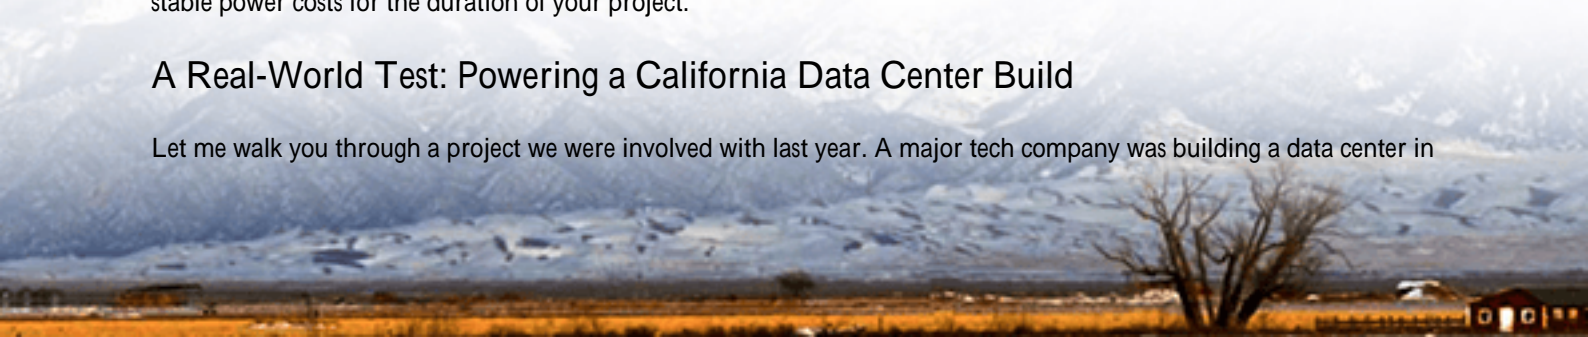 stable power costs for the duration of your project.
A Real-World Test: Powering a California Data Center Build
Let me walk you through a project we were involved with last year. A major tech company was building a data center in